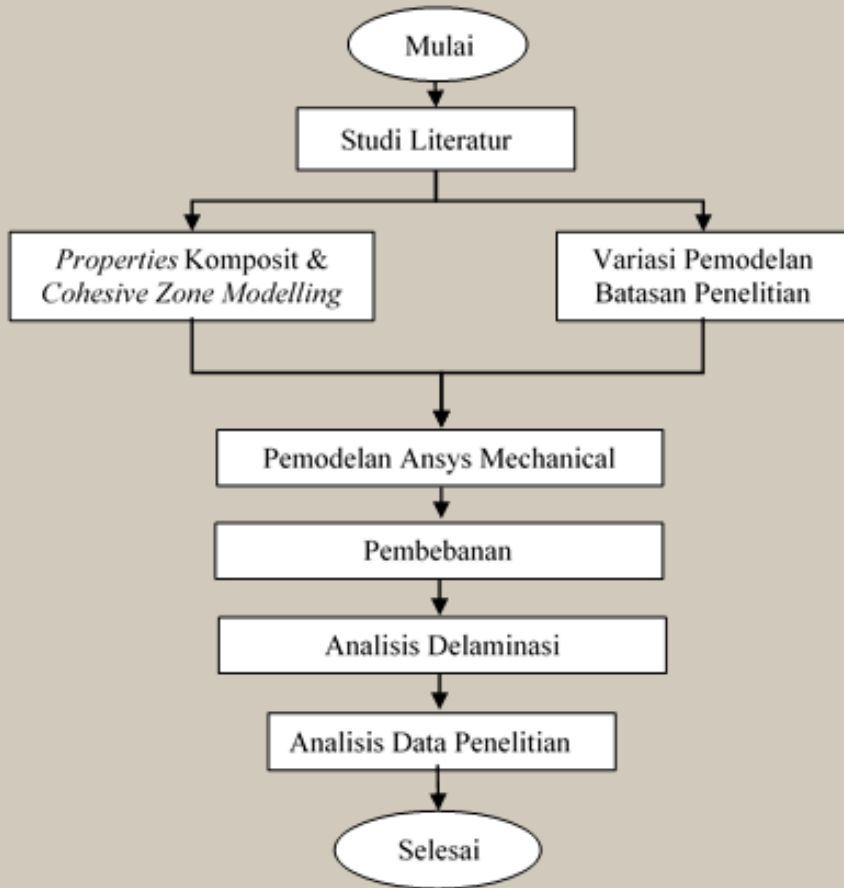 Mulai
Studi Literatur
Properties Komposit &
Cohesive Zone Modelling
Variasi Pemodelan
Batasan Penelitian
Pemodelan Ansys Mechanical
Pembebanan
Analisis Delaminasi
Analisis Data Penelitian
Selesai